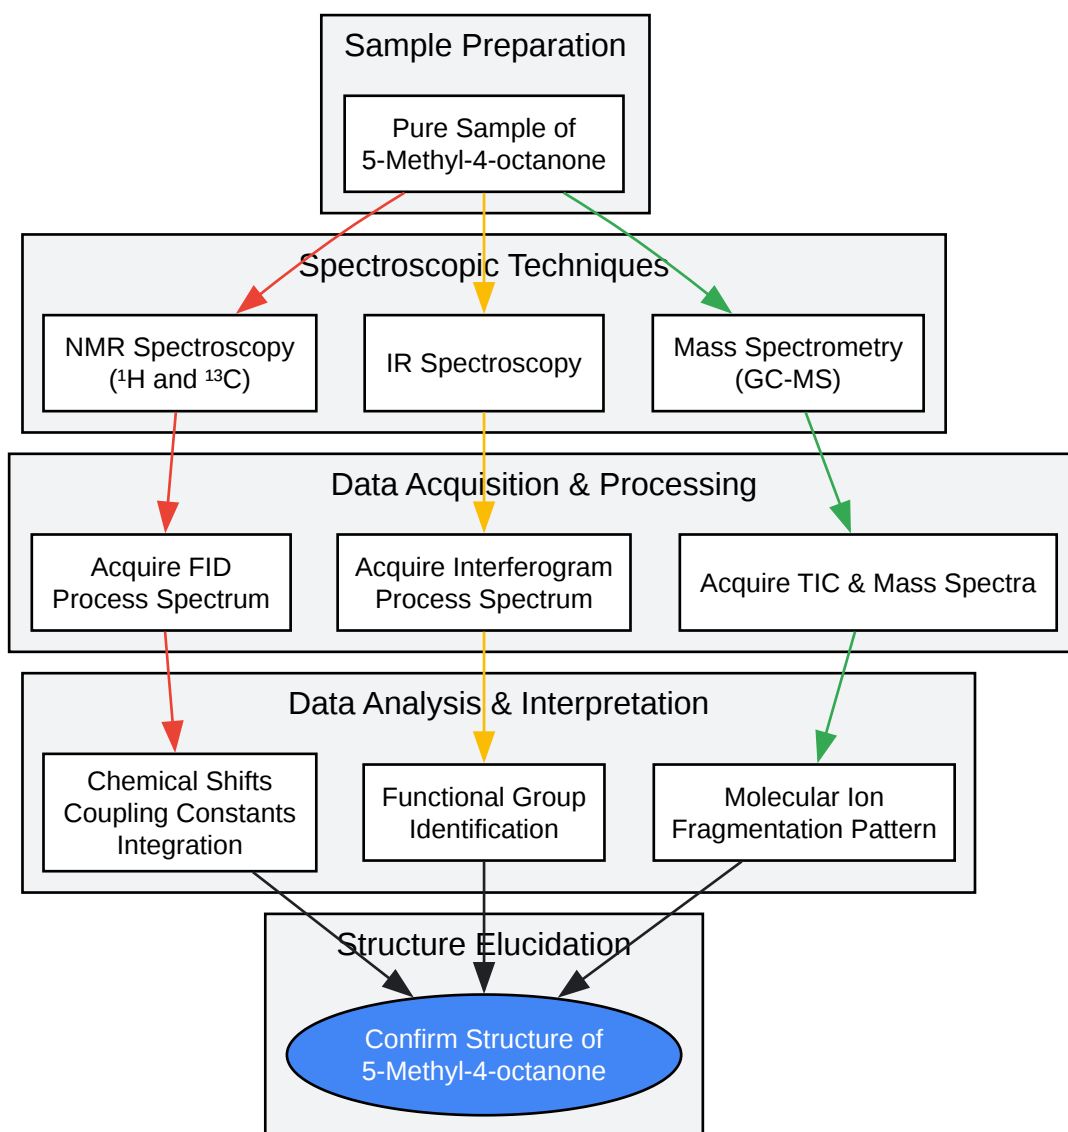 Sample Preparation
Pure Sample of
5-Methyl-4-octanone
Spectroscopic Techniques
NMR Spectroscopy
(¹H and ¹³C)
IR Spectroscopy
Mass Spectrometry
(GC-MS)
Data Acquisition & Processing
Acquire FID
Process Spectrum
Acquire Interferogram
Process Spectrum
Acquire TIC & Mass Spectra
Data Analysis & Interpretation
Chemical Shifts
Coupling Constants
Integration
Functional Group
Identification
Molecular Ion
Fragmentation Pattern
Structure Elucidation
Confirm Structure of
5-Methyl-4-octanone